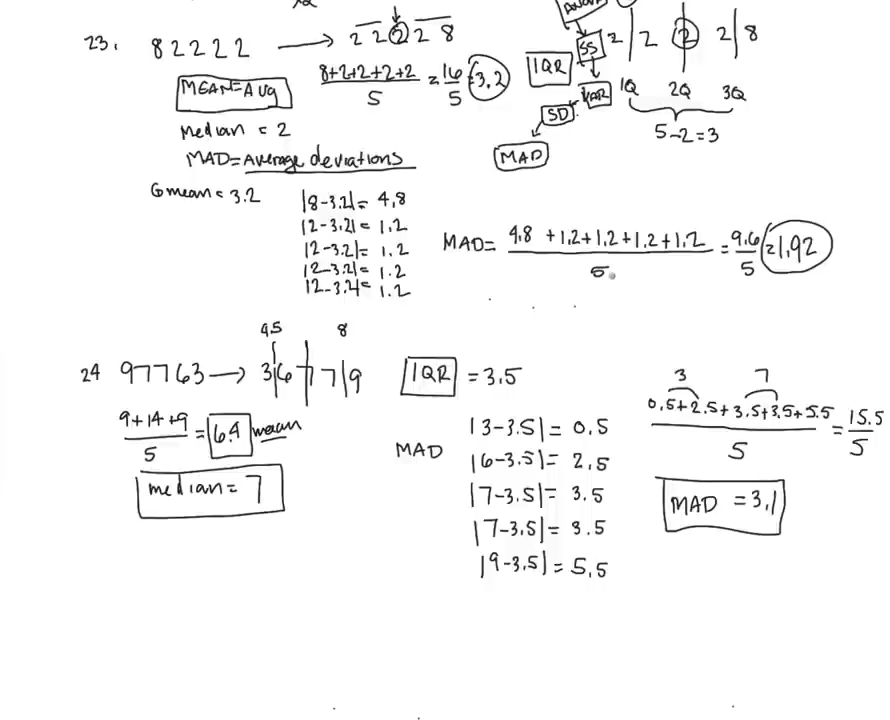 23. 8 2 2 2 2 → 2 2 2 2 8
MEAN=AVg
8+2+2+2+2
5
=16
5
=3.2
median = 2
MAD=Average deviations
mean = 3.2
|8-3.2|= 4.8
|2-3.2|= 1.2
|2-3.2|= 1.2
|2-3.2|= 1.2
|2-3.2|= 1.2
MAD=
4.8 +1.2+1.2+1.2+1.2
5
=9.6
5
=1.92
SS
IQR
VAR
SD
MAD
2 | 2 2 2 | 8
1Q 2Q 3Q
5-2=3
4.5 8
24 97763 → 3|6 7 7|9
9+14+9
5
=6.4 mean
median= 7
IQR =3.5
MAD
|3-3.5|= 0.5
|6-3.5|= 2.5
|7-3.5|= 3.5
|7-3.5|= 3.5
|9-3.5|= 5.5
3 7
0.5+2.5+3.5+3.5+5.5
5
=15.5
5
MAD =3.1